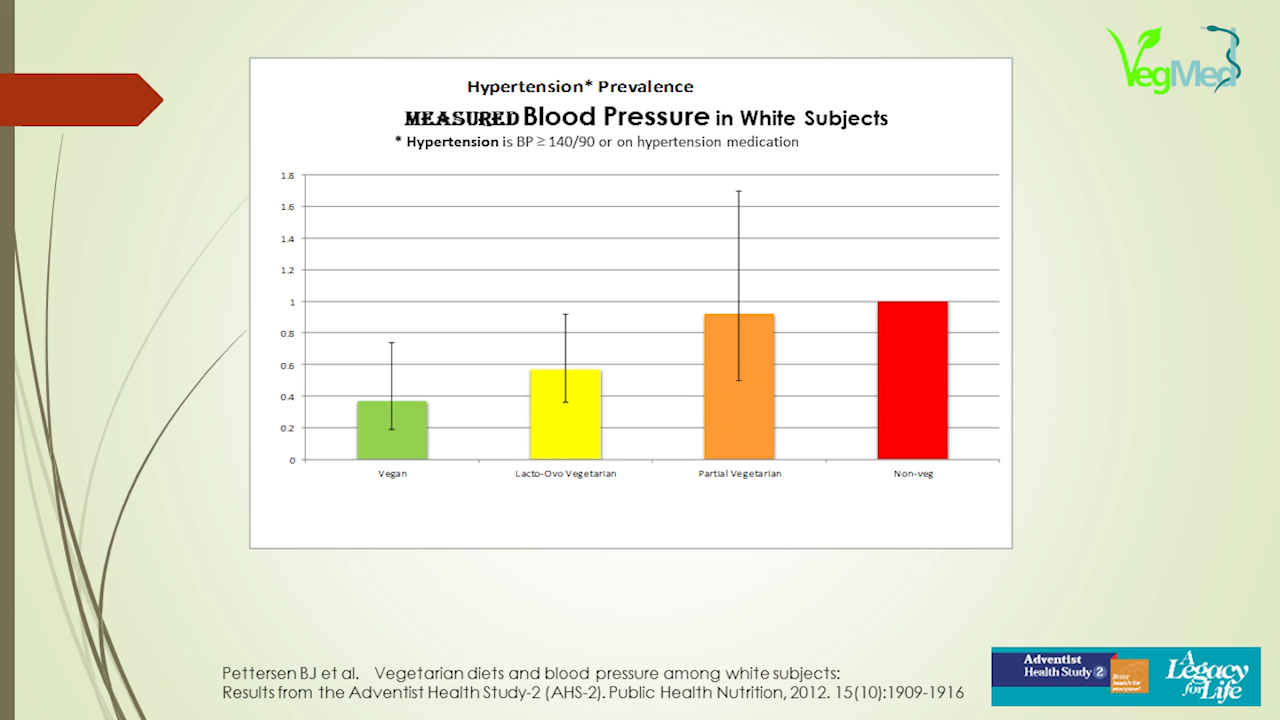 VegMed
Hypertension* Prevalence
MEASURED Blood Pressure in White Subjects
* Hypertension is BP ≥ 140/90 or on hypertension medication
1.8
1.6
1.4
1.2
1
0.8
0.6
0.4
0.2
0
Vegan Lacto-Ovo Vegetarian Partial Vegetarian Non-veg
Pettersen BJ et al. Vegetarian diets and blood pressure among white subjects:
Results from the Adventist Health Study-2 (AHS-2). Public Health Nutrition, 2012. 15(10):1909-1916
Adventist
Health Study 2
Better
health for
everyone!
A
Legacy
for Life